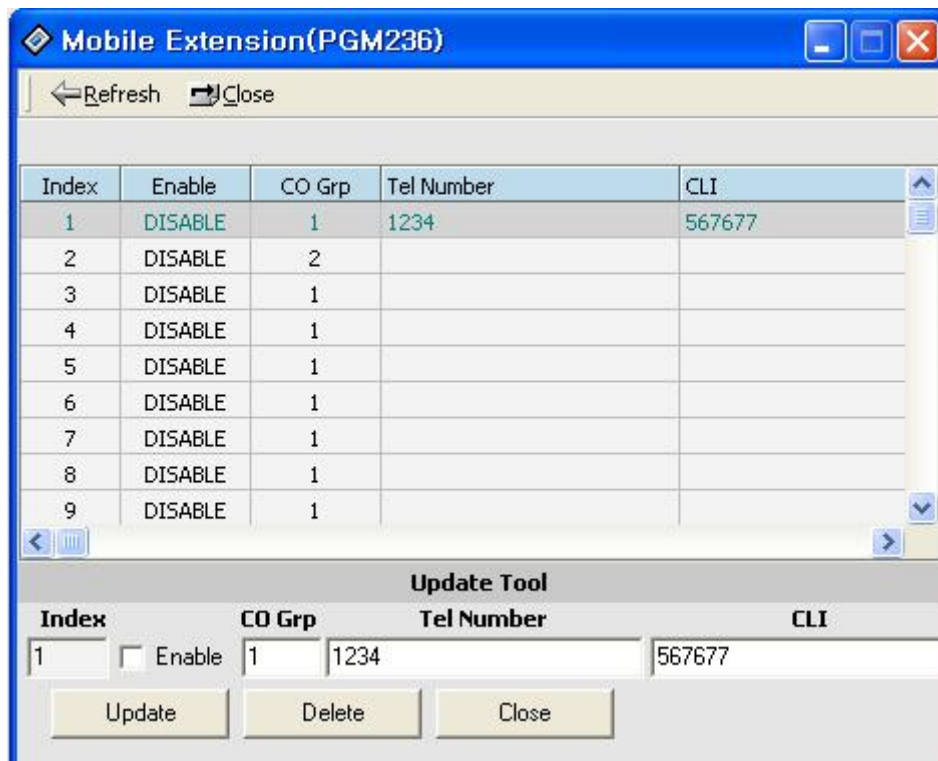 Mobile Extension(PGM236)
Refresh Close
Index Enable CO Grp Tel Number CLI
1 DISABLE 1 1234 567677
2 DISABLE 2
3 DISABLE 1
4 DISABLE 1
5 DISABLE 1
6 DISABLE 1
7 DISABLE 1
8 DISABLE 1
9 DISABLE 1
Update Tool
Index CO Grp Tel Number CLI
1 Enable 1 1234 567677
Update Delete Close